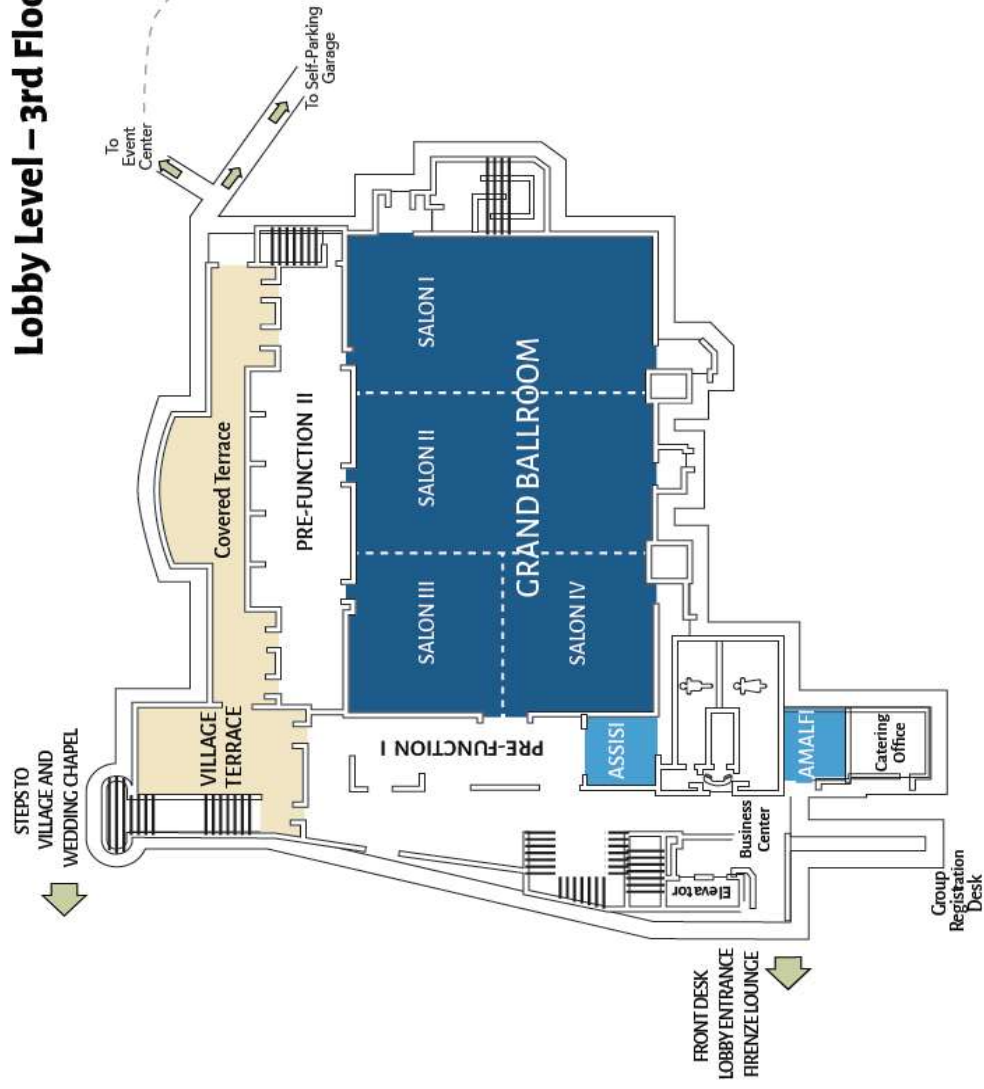 Lobby Level – 3rd Floo
To
Event
Center
To Self-Parking
Garage
Covered Terrace
PRE-FUNCTION II
SALON I
SALON II
SALON III
SALON IV
GRAND BALLROOM
STEPS TO
VILLAGE AND
WEDDING CHAPEL
VILLAGE
TERRACE
PRE-FUNCTION I
ASSISI
AMALFI
Catering
Office
Business
Center
Elevator
Group
Registration
Desk
FRONT DESK
LOBBY ENTRANCE
FIRENZE LOUNGE